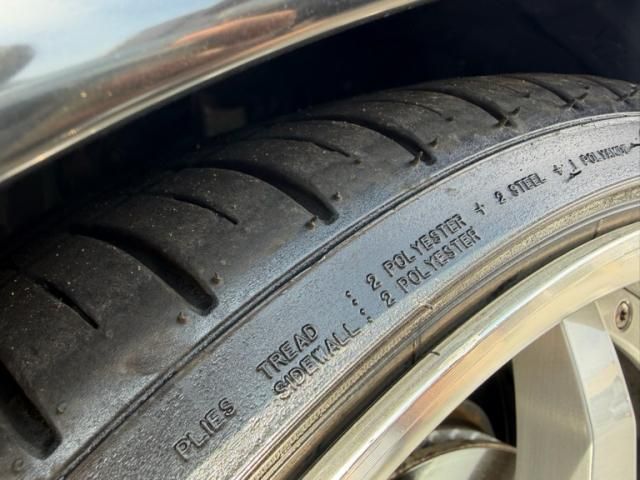 PLIES TREAD : 2 POLYESTER + 2 STEEL + 1 POLYAMIDE
SIDEWALL : 2 POLYESTER